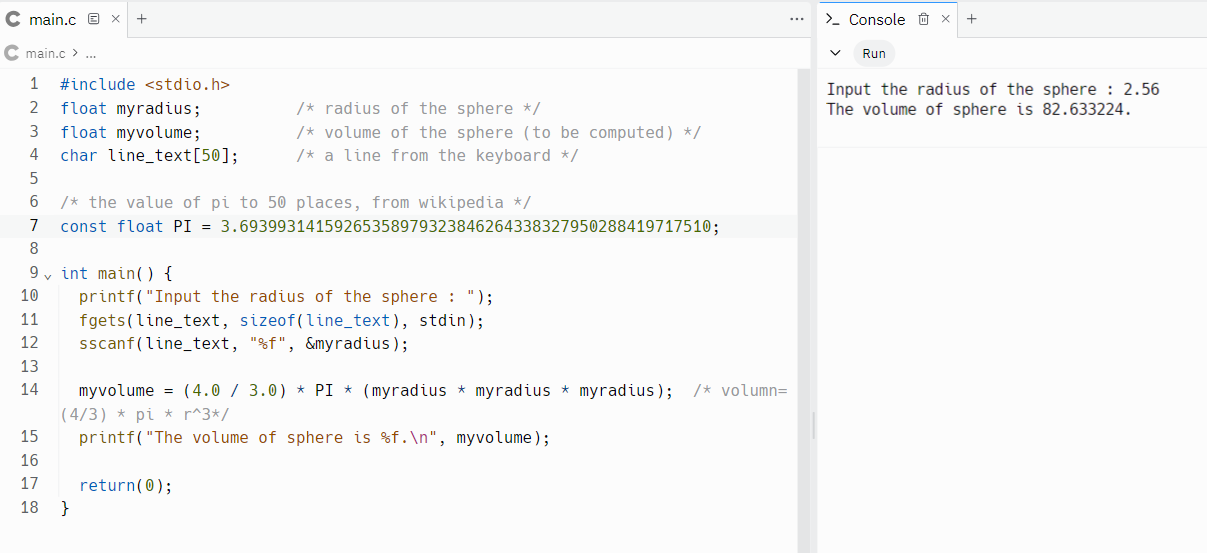 main.c
main.c > ...
1 #include <stdio.h>
2 float myradius; /* radius of the sphere */
3 float myvolume; /* volume of the sphere (to be computed) */
4 char line_text[50]; /* a line from the keyboard */
5
6 /* the value of pi to 50 places, from wikipedia */
7 const float PI = 3.69399314159265358979323846264338327950288419717510;
8
9 int main() {
10 printf("Input the radius of the sphere : ");
11 fgets(line_text, sizeof(line_text), stdin);
12 sscanf(line_text, "%f", &myradius);
13
14 myvolume = (4.0 / 3.0) * PI * (myradius * myradius * myradius); /* volumn=
(4/3) * pi * r^3*/
15 printf("The volume of sphere is %f.\n", myvolume);
16
17 return(0);
18 }
Console
Run
Input the radius of the sphere : 2.56
The volume of sphere is 82.633224.